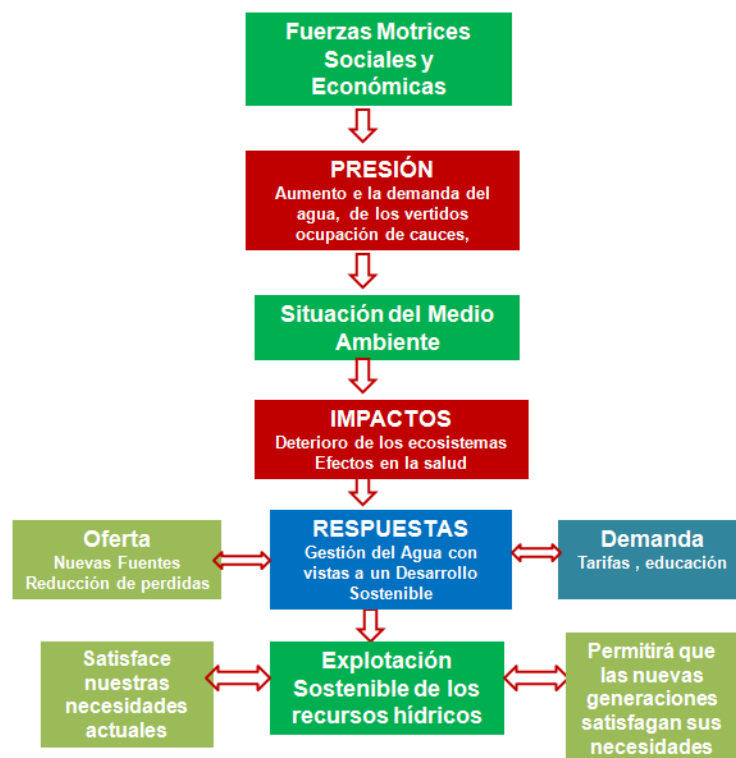 Fuerzas Motrices
Sociales y
Económicas
PRESIÓN
Aumento e la demanda del
agua, de los vertidos
ocupación de cauces,
Situación del Medio
Ambiente
IMPACTOS
Deterioro de los ecosistemas
Efectos en la salud
Oferta
Nuevas Fuentes
Reducción de perdidas
RESPUESTAS
Gestión del Agua con
vistas a un Desarrollo
Sostenible
Demanda
Tarifas , educación
Satisface
nuestras
necesidades
actuales
Explotación
Sostenible de los
recursos hídricos
Permitirá que
las nuevas
generaciones
satisfagan sus
necesidades